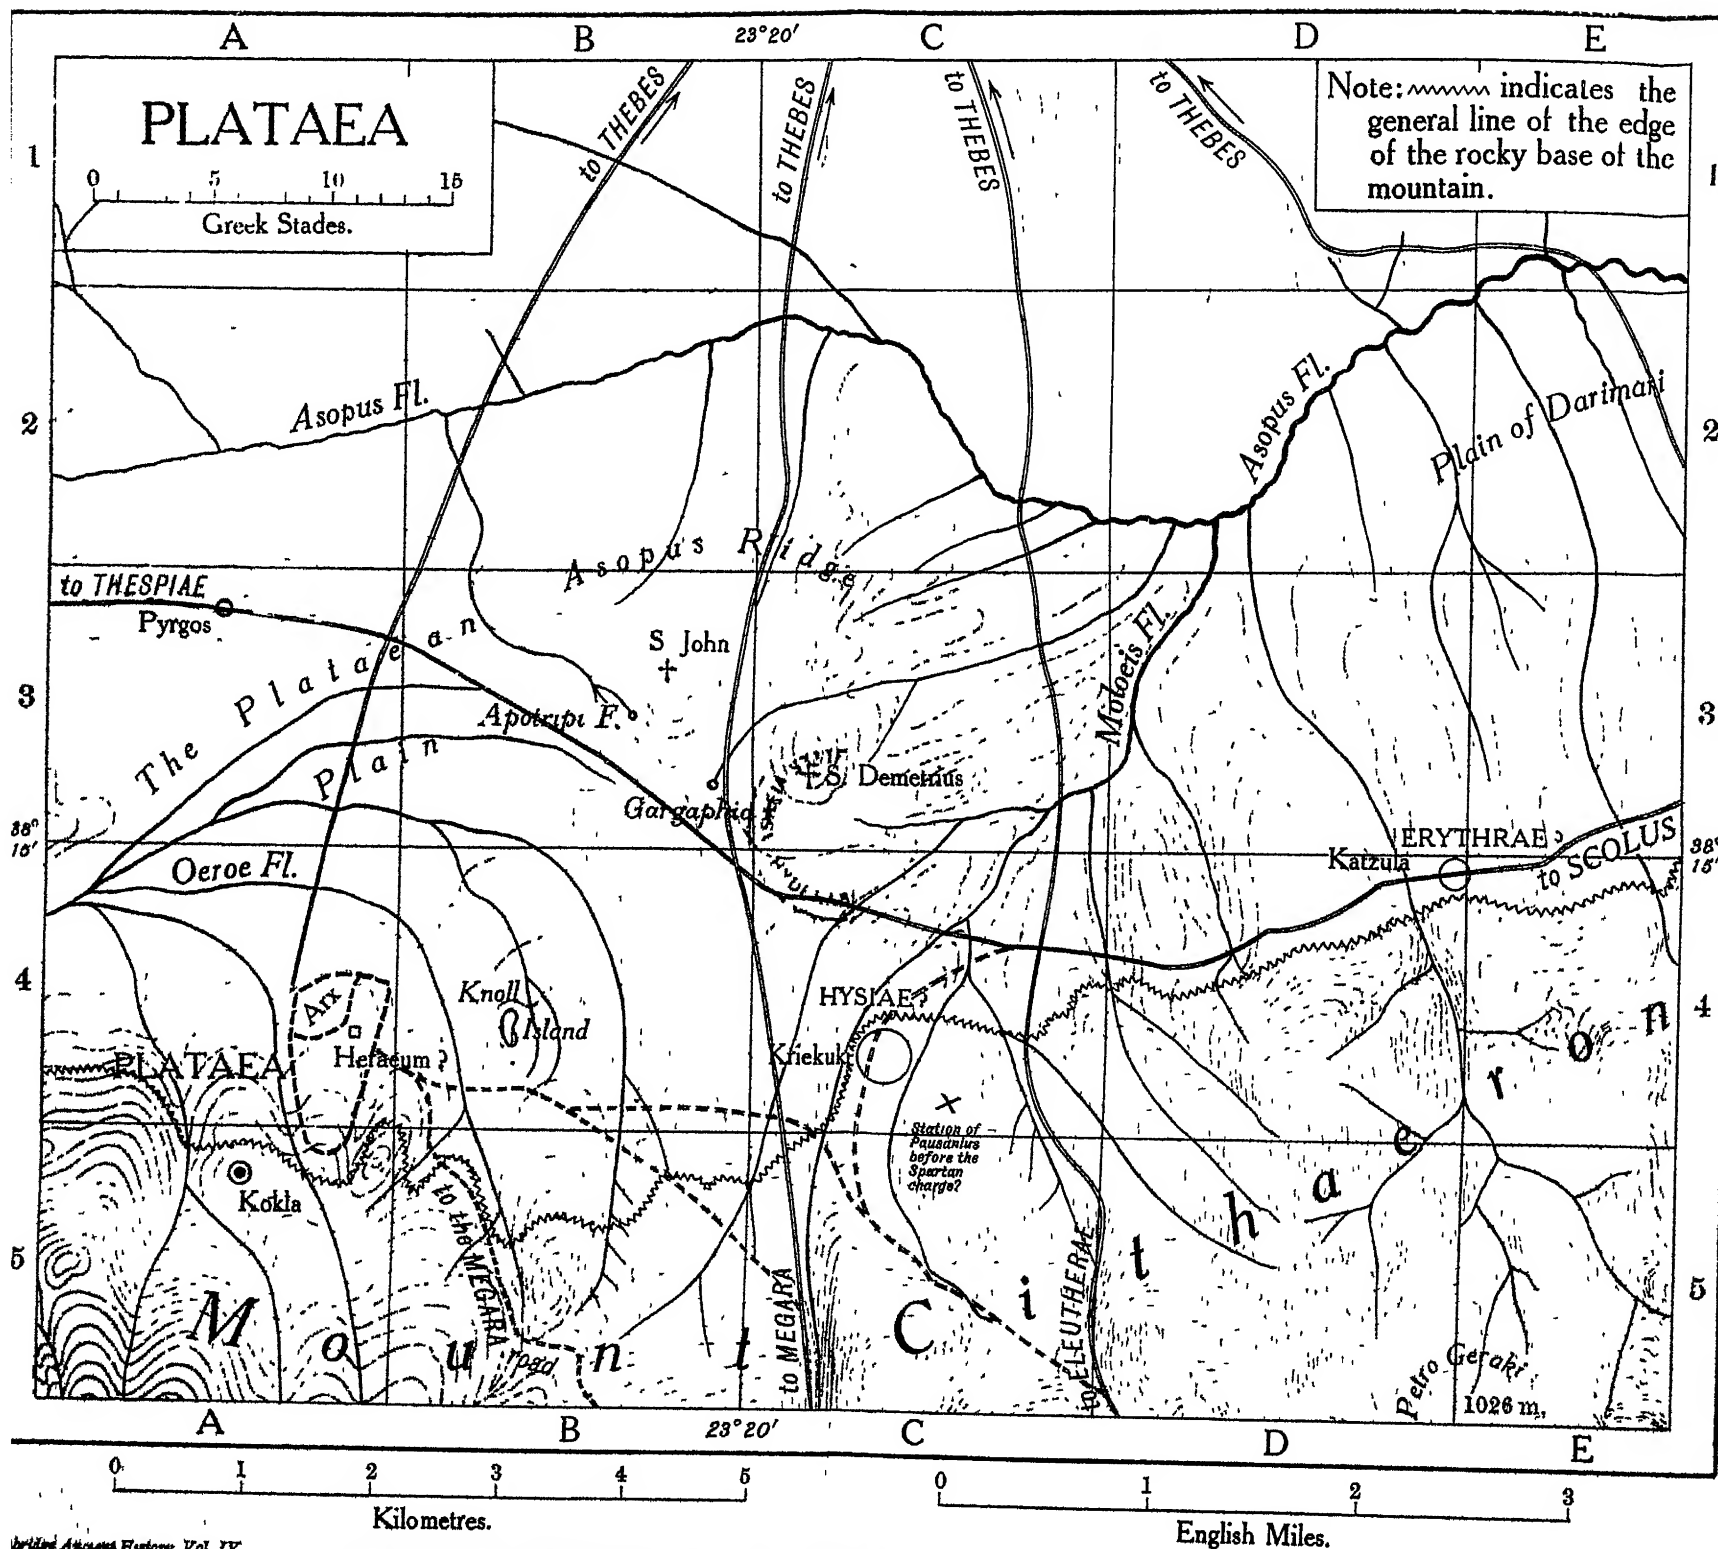 A B 23°20′ C D E
PLATAEA
0 5 10 15
Greek Stades.
to THEBES
to THEBES
to THEBES
to THEBES
Note: indicates the
general line of the edge
of the rocky base of the
mountain.
1
1
Asopus Fl.
Asopus Fl.
Plain of Darimari
2
2
Asopus Ridge
to THESPIAE
Pyrgos
S John
The Plataean
Plain
Moloeis Fl.
3
3
Apotripi F.
S. Demetrius
Gargaphia
38°
15′
ERYTHRAE?
Katzula
to SCOLUS
38°
15′
Oeroe Fl.
4
4
Arx
Knoll
Island
HYSIAE?
Kriekuki
PLATAEA
Heraeum?
Station of
Pausanius
before the
Spartan
charge?
Kokla
to the MEGARA
road
5
5
Mount Cithaeron
to MEGARA
to ELEUTHERAE
Petro Geraki
1026 m.
A B 23°20′ C D E
0 1 2 3 4 5
Kilometres.
0 1 2 3
English Miles.
bridge Ancient History, Vol. IV